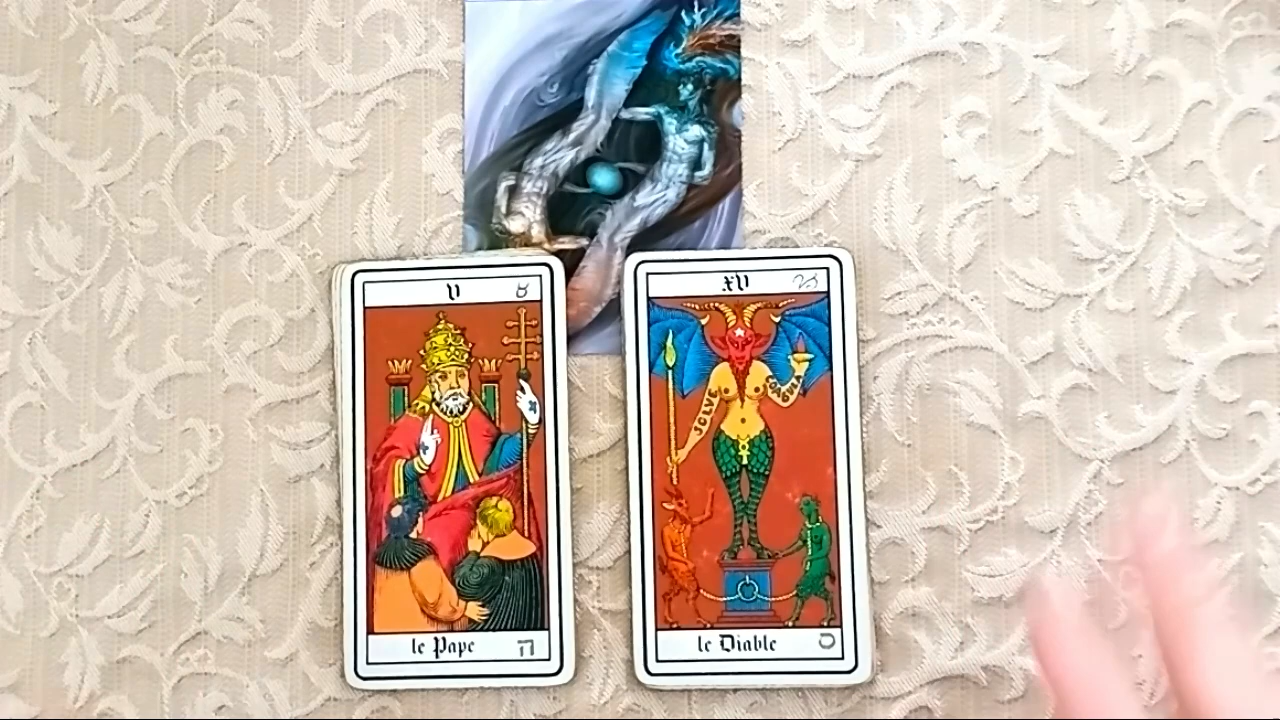 V ♉
le Pape ה
XV ♑
SOLVE
COAGULA
le Diable ס